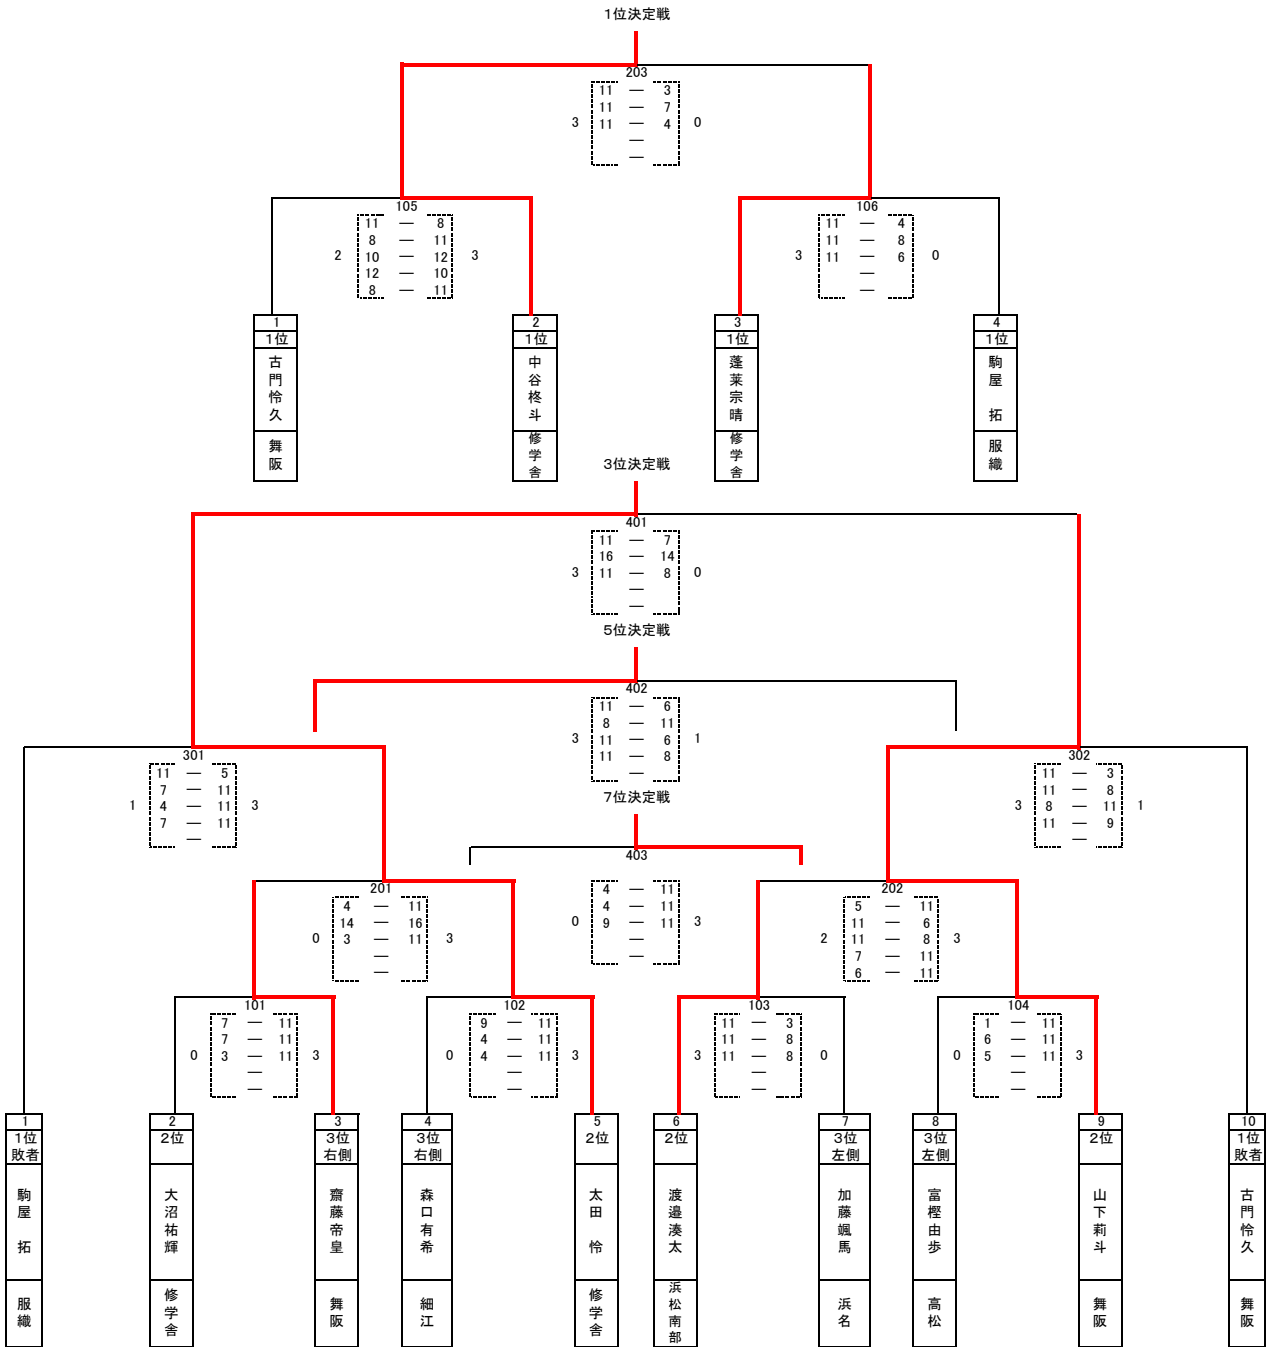 1位決定戦
203
11 — 3
11 — 7
3 11 — 4 0
—
—
105
11 — 8
8 — 11
2 10 — 12 3
12 — 10
8 — 11
106
11 — 4
11 — 8
3 11 — 6 0
—
—
1
1位
古門怜久
舞阪
2
1位
中谷柊斗
修学舎
3
1位
蓬莱宗晴
修学舎
4
1位
駒屋 拓
服織
3位決定戦
401
11 — 7
16 — 14
3 11 — 8 0
—
—
5位決定戦
402
11 — 6
8 — 11
3 11 — 6 1
11 — 8
—
301
11 — 5
7 — 11
1 4 — 11 3
7 — 11
—
302
11 — 3
11 — 8
3 8 — 11 1
11 — 9
—
7位決定戦
403
4 — 11
4 — 11
0 9 — 11 3
—
—
201
4 — 11
14 — 16
0 3 — 11 3
—
—
202
5 — 11
11 — 6
2 11 — 8 3
7 — 11
6 — 11
101
7 — 11
7 — 11
0 3 — 11 3
—
—
102
9 — 11
4 — 11
0 4 — 11 3
—
—
103
11 — 3
11 — 8
3 11 — 8 0
—
—
104
1 — 11
6 — 11
0 5 — 11 3
—
—
1
1位
敗者
駒屋 拓
服織
2
2位
大沼祐輝
修学舎
3
3位
右側
齋藤帝皇
舞阪
4
3位
右側
森口有希
細江
5
2位
太田 怜
修学舎
6
2位
渡邉湊太
浜松南部
7
3位
左側
加藤颯馬
浜名
8
3位
左側
富樫由歩
高松
9
2位
山下莉斗
舞阪
10
1位
敗者
古門怜久
舞阪